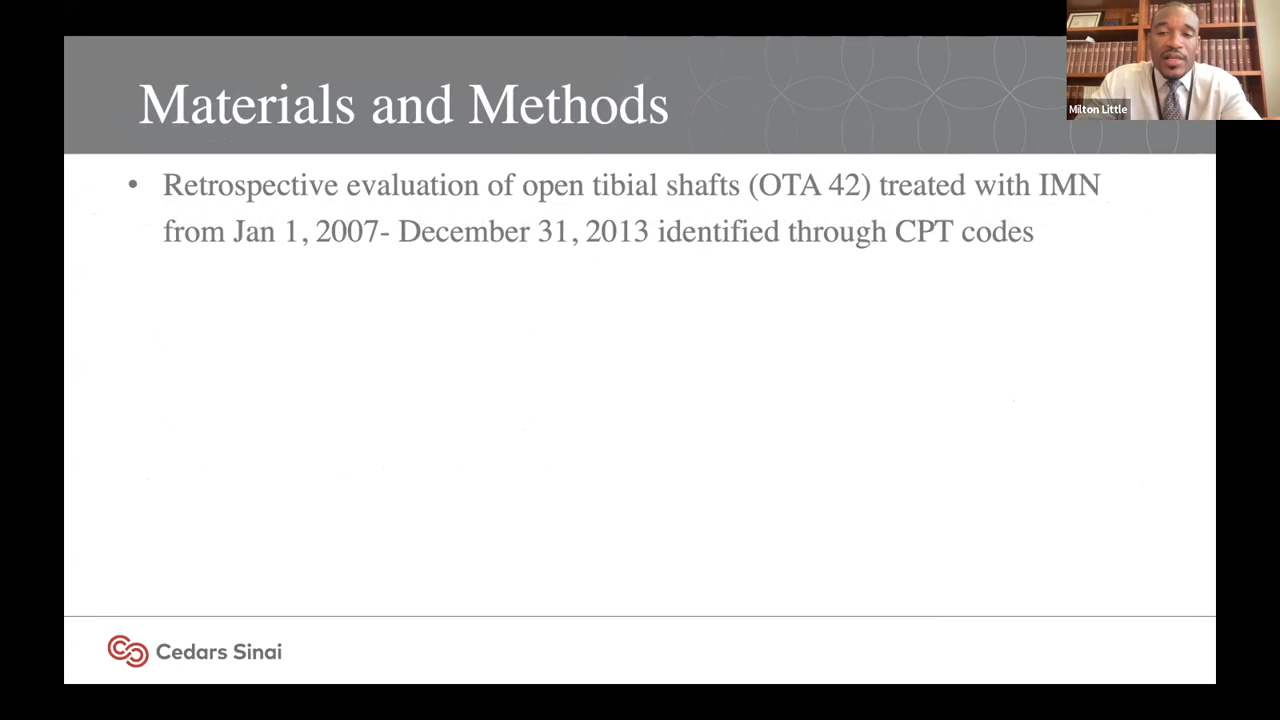 Materials and Methods
Milton Little
• Retrospective evaluation of open tibial shafts (OTA 42) treated with IMN
from Jan 1, 2007- December 31, 2013 identified through CPT codes
Cedars Sinai